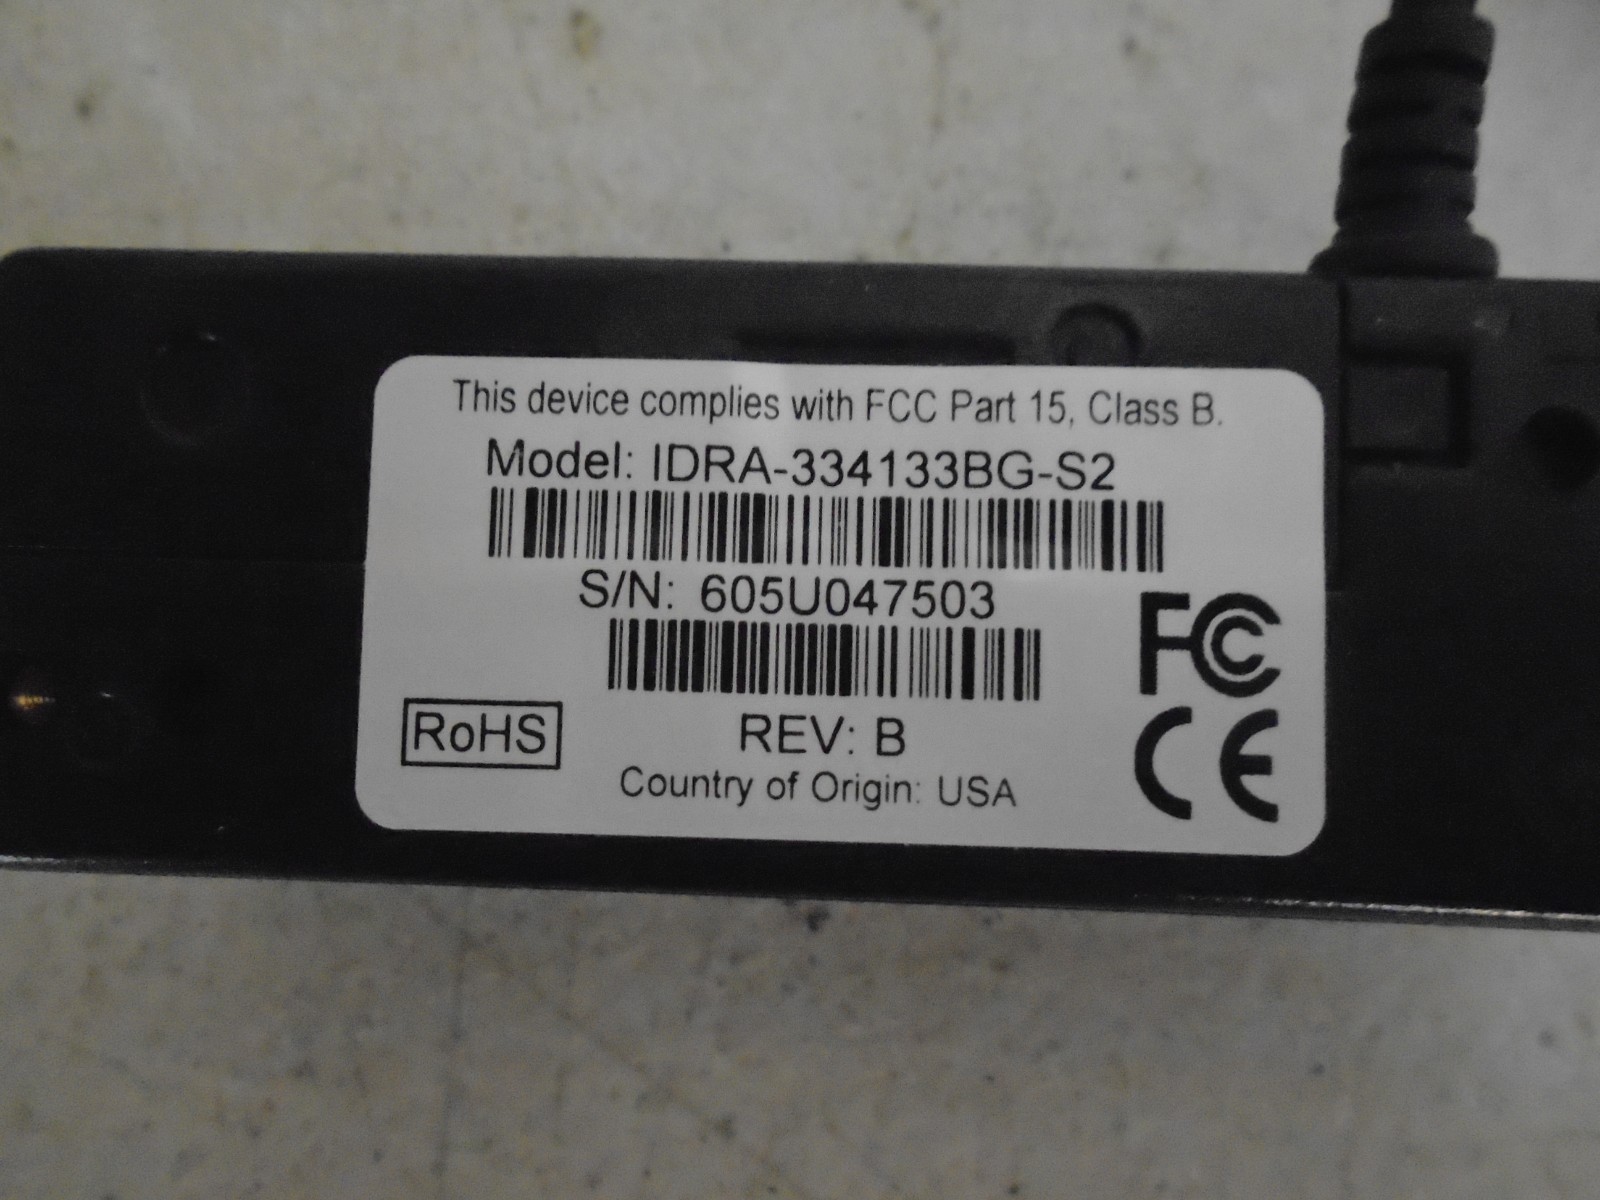 This device complies with FCC Part 15, Class B.
Model: IDRA-334133BG-S2
S/N: 605U047503
FC
RoHS
REV: B
CE
Country of Origin: USA